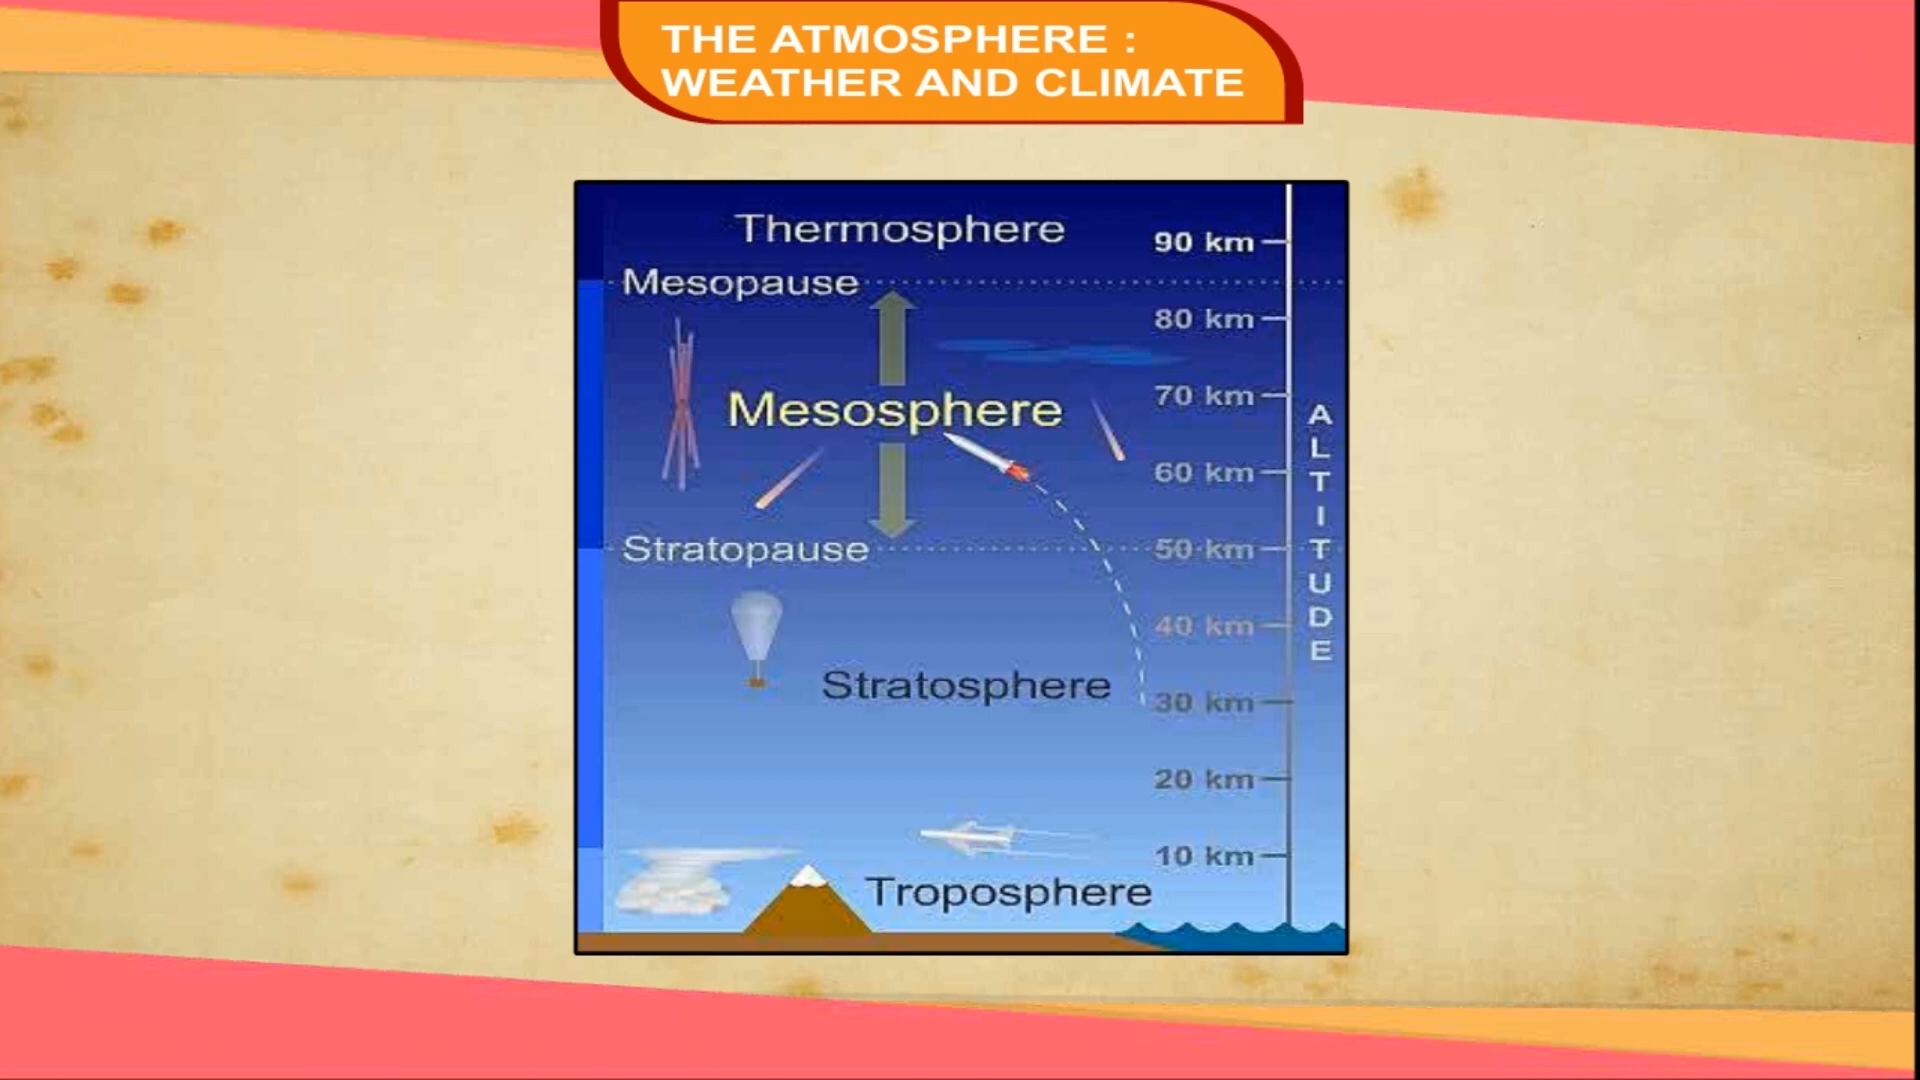 THE ATMOSPHERE :
WEATHER AND CLIMATE
Thermosphere
90 km
Mesopause
80 km
70 km
Mesosphere
60 km
Stratopause
50 km
40 km
Stratosphere
30 km
20 km
10 km
Troposphere
ALTITUDE